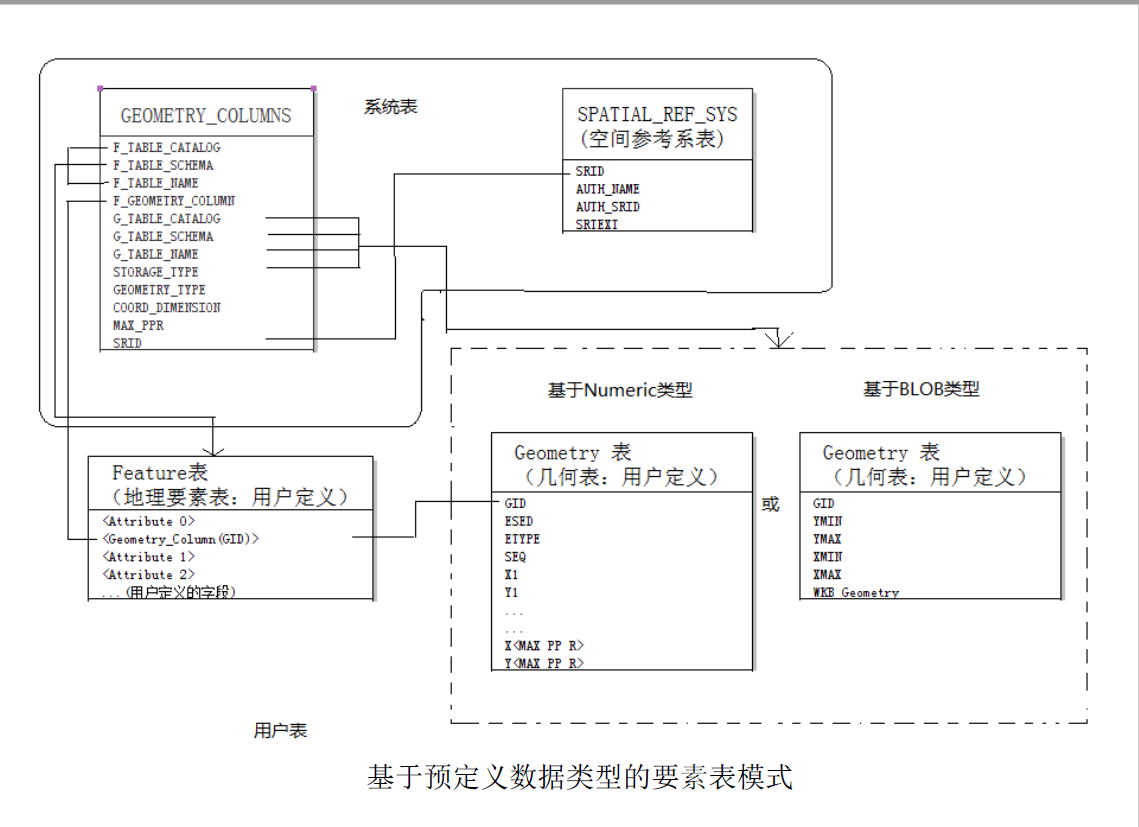 系统表
GEOMETRY_COLUMNS
F_TABLE_CATALOG
F_TABLE_SCHEMA
F_TABLE_NAME
F_GEOMETRY_COLUMN
G_TABLE_CATALOG
G_TABLE_SCHEMA
G_TABLE_NAME
STORAGE_TYPE
GEOMETRY_TYPE
COORD_DIMENSION
MAX_PPR
SRID
SPATIAL_REF_SYS
(空间参考系表)
SRID
AUTH_NAME
AUTH_SRID
SRTEXT
Feature表
（地理要素表：用户定义）
<Attribute 0>
<Geometry_Column(GID)>
<Attribute 1>
<Attribute 2>
...(用户定义的字段)
基于Numeric类型
Geometry 表
（几何表：用户定义）
GID
ESED
ETYPE
SEQ
X1
Y1
...
...
X<MAX PP R>
Y<MAX PP R>
或
基于BLOB类型
Geometry 表
（几何表：用户定义）
GID
YMIN
YMAX
XMIN
XMAX
WKB Geometry
用户表
基于预定义数据类型的要素表模式